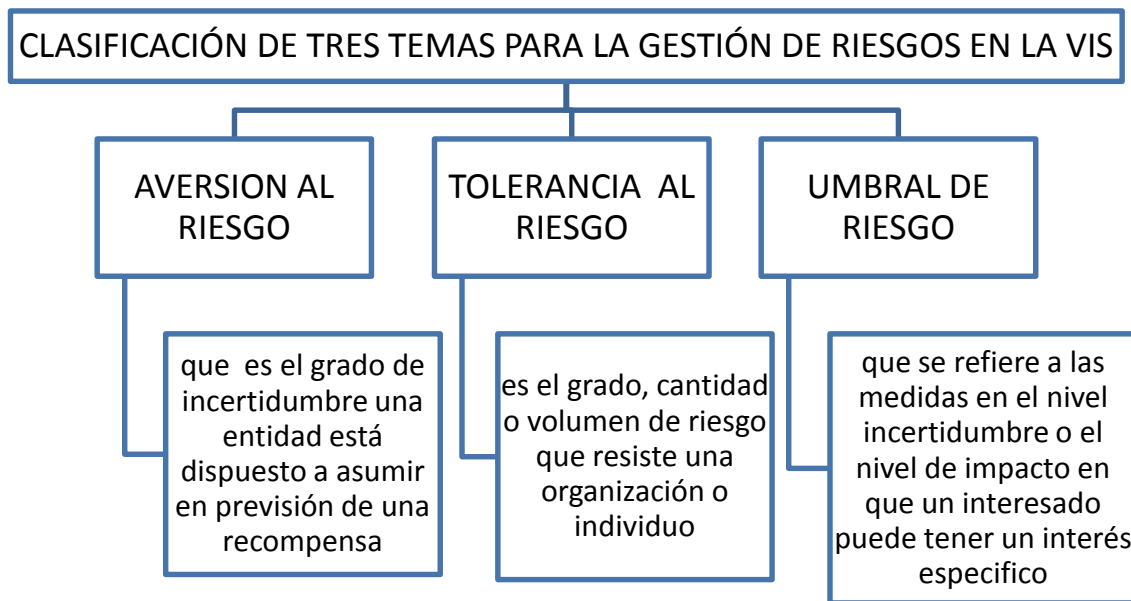 CLASIFICACIÓN DE TRES TEMAS PARA LA GESTIÓN DE RIESGOS EN LA VIS
AVERSION AL
RIESGO
que es el grado de
incertidumbre una
entidad está
dispuesto a asumir
en previsión de una
recompensa
TOLERANCIA AL
RIESGO
es el grado, cantidad
o volumen de riesgo
que resiste una
organización o
individuo
UMBRAL DE
RIESGO
que se refiere a las
medidas en el nivel
incertidumbre o el
nivel de impacto en
que un interesado
puede tener un interés
especifico